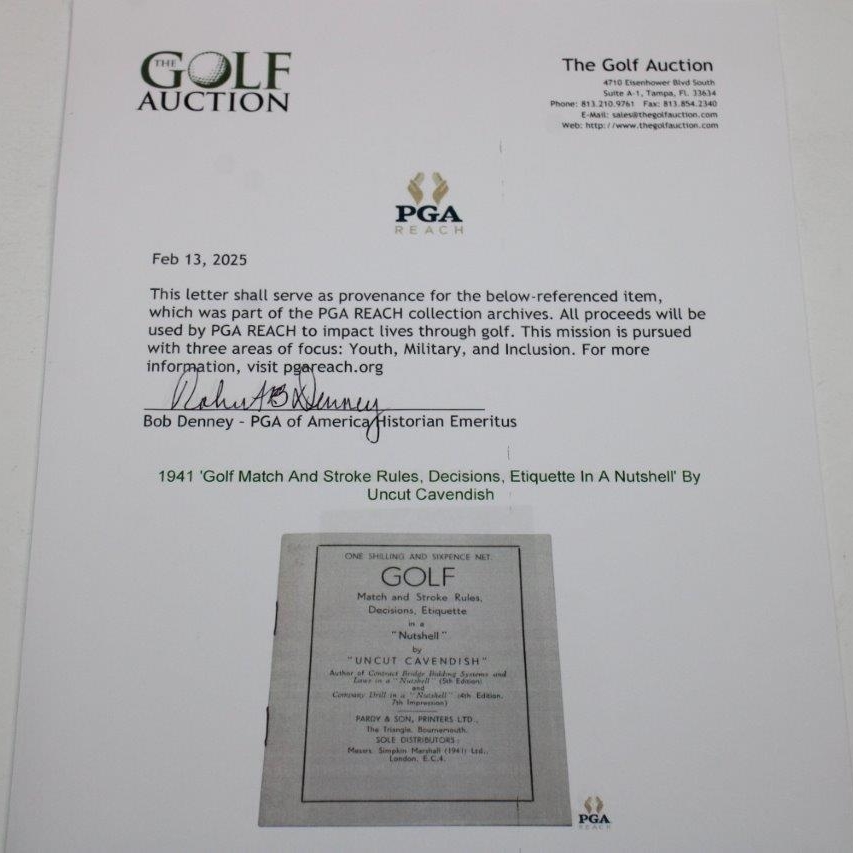 THE GOLF
AUCTION
The Golf Auction
4710 Eisenhower Blvd South
Suite A-1, Tampa, FL. 33634
Phone: 813.210.9761 Fax: 813.854.2340
E-Mail: sales@thegolfauction.com
Web: http://www.thegolfauction.com
PGA
REACH
Feb 13, 2025
This letter shall serve as provenance for the below-referenced item,
which was part of the PGA REACH collection archives. All proceeds will be
used by PGA REACH to impact lives through golf. This mission is pursued
with three areas of focus: Youth, Military, and Inclusion. For more
information, visit pgareach.org
Robert B Denney
Bob Denney - PGA of America Historian Emeritus
1941 'Golf Match And Stroke Rules, Decisions, Etiquette In A Nutshell' By
Uncut Cavendish
ONE SHILLING AND SIXPENCE NET.
GOLF
Match and Stroke Rules,
Decisions, Etiquette
in a
"Nutshell"
by
"UNCUT CAVENDISH"
Author of Contract Bridge Bidding Systems and
Laws in a "Nutshell" (5th Edition)
and
Company Drill in a "Nutshell" (4th Edition,
7th Impression)
PARDY & SON, PRINTERS LTD.,
The Triangle, Bournemouth.
SOLE DISTRIBUTORS:
Messrs. Simpkin Marshall (1941) Ltd.,
London, E.C.4.
PGA
REACH